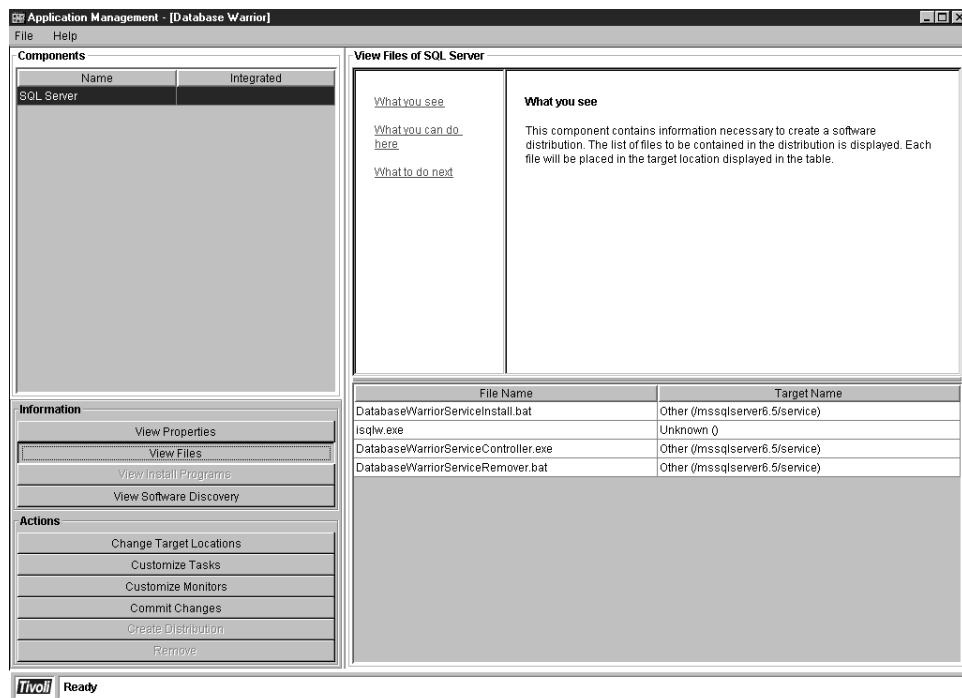 Application Management - [Database Warrior]
File Help
Components
Name Integrated
SQL Server
Information
View Properties
View Files
View Install Programs
View Software Discovery
Actions
Change Target Locations
Customize Tasks
Customize Monitors
Commit Changes
Create Distribution
Remove
View Files of SQL Server
What you see
What you can do
here
What to do next
What you see
This component contains information necessary to create a software
distribution. The list of files to be contained in the distribution is displayed. Each
file will be placed in the target location displayed in the table.
File Name Target Name
DatabaseWarriorServiceInstall.bat Other (/mssqlserver6.5/service)
isqlw.exe Unknown ()
DatabaseWarriorServiceController.exe Other (/mssqlserver6.5/service)
DatabaseWarriorServiceRemover.bat Other (/mssqlserver6.5/service)
Tivoli Ready